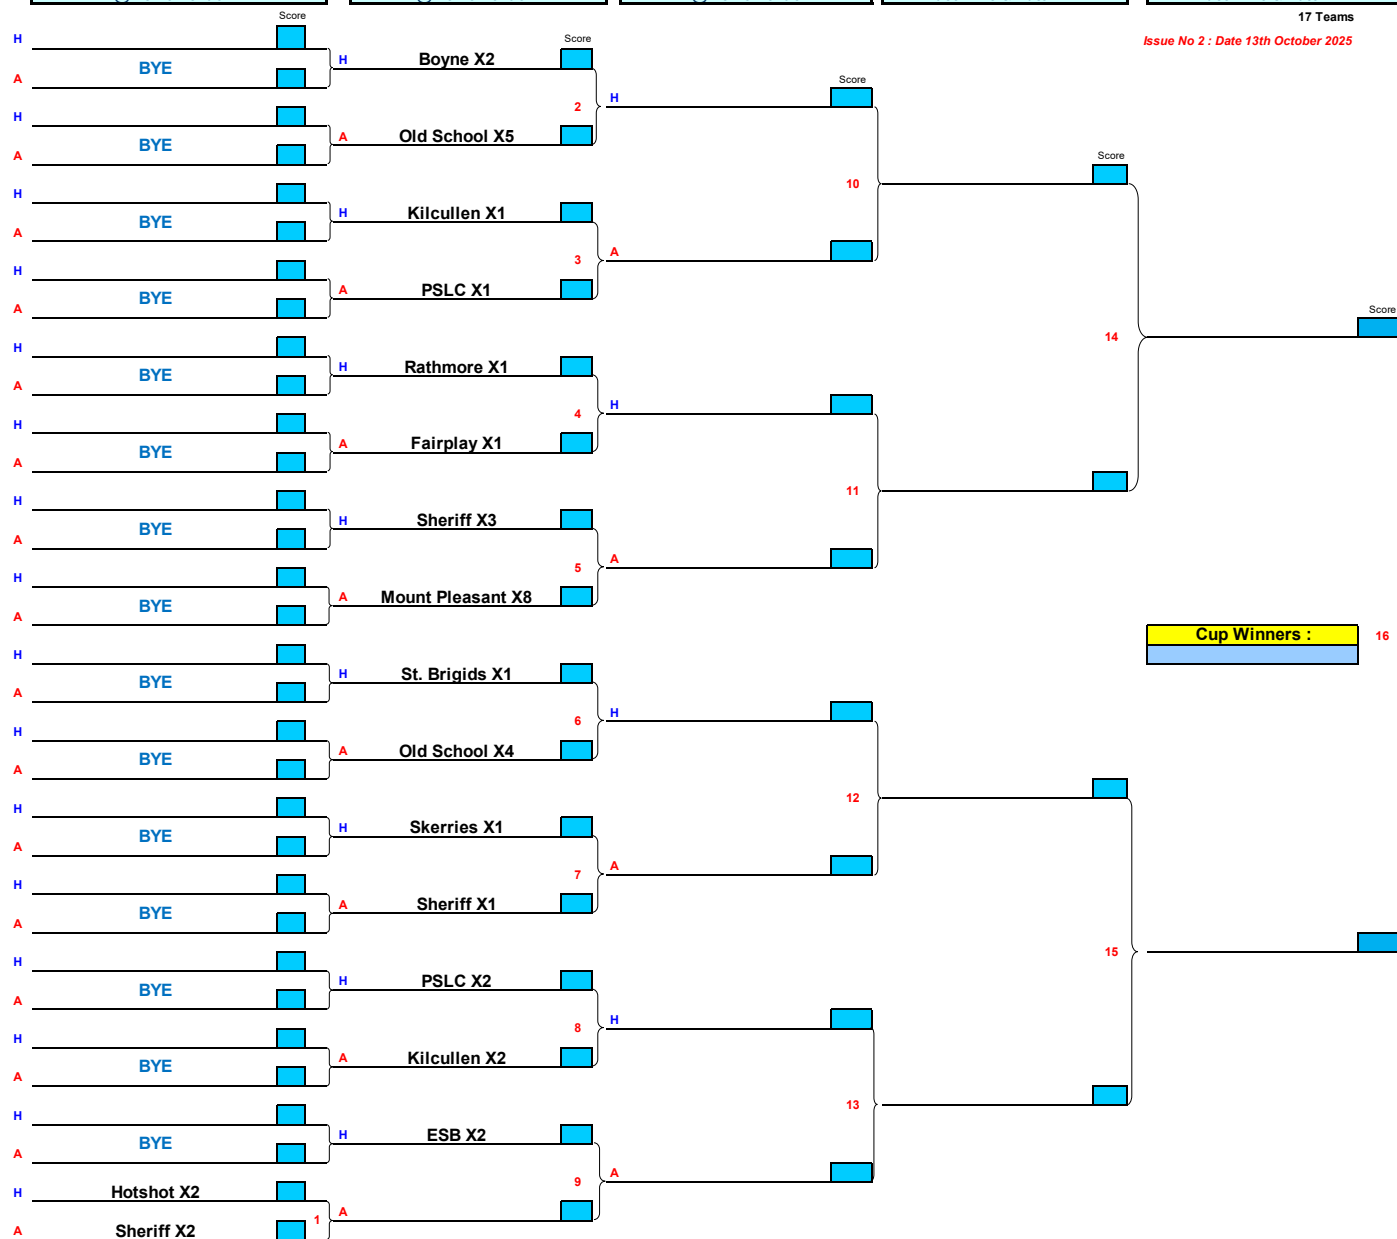 Score
17 Teams
H
Score
Issue No 2 : Date 13th October 2025
BYE
H Boyne X2
A
Score
2 H
H
BYE
A Old School X5
A
Score
10
H
BYE
H Kilcullen X1
A
3 A
H
BYE
A PSLC X1
A
Score
14
H
BYE
H Rathmore X1
A
4 H
H
BYE
A Fairplay X1
A
11
H
BYE
H Sheriff X3
A
5 A
H
BYE
A Mount Pleasant X8
A
Cup Winners : 16
H
BYE
H St. Brigids X1
A
6 H
H
BYE
A Old School X4
A
12
H
BYE
H Skerries X1
A
7 A
H
BYE
A Sheriff X1
A
15
H
BYE
H PSLC X2
A
8 H
H
BYE
A Kilcullen X2
A
13
H
BYE
H ESB X2
A
9 A
H Hotshot X2
1 A
A Sheriff X2